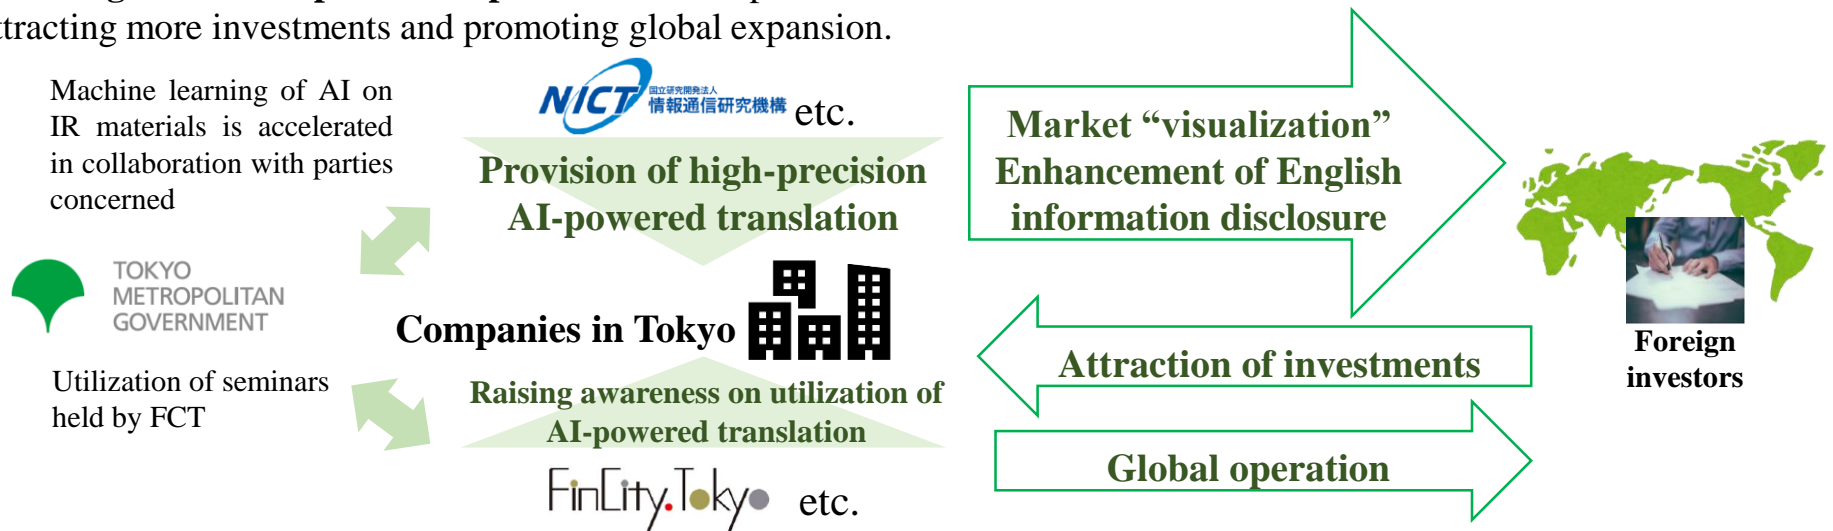 ttracting more investments and promoting global expansion.
Machine learning of AI on
IR materials is accelerated
in collaboration with parties
concerned
NICT 国立研究開発法人
情報通信研究機構 etc.
Provision of high-precision
AI-powered translation
TOKYO
METROPOLITAN
GOVERNMENT
Companies in Tokyo
Utilization of seminars
held by FCT
Raising awareness on utilization of
AI-powered translation
FinCity.Tokyo etc.
Market “visualization”
Enhancement of English
information disclosure
Attraction of investments
Global operation
Foreign
investors